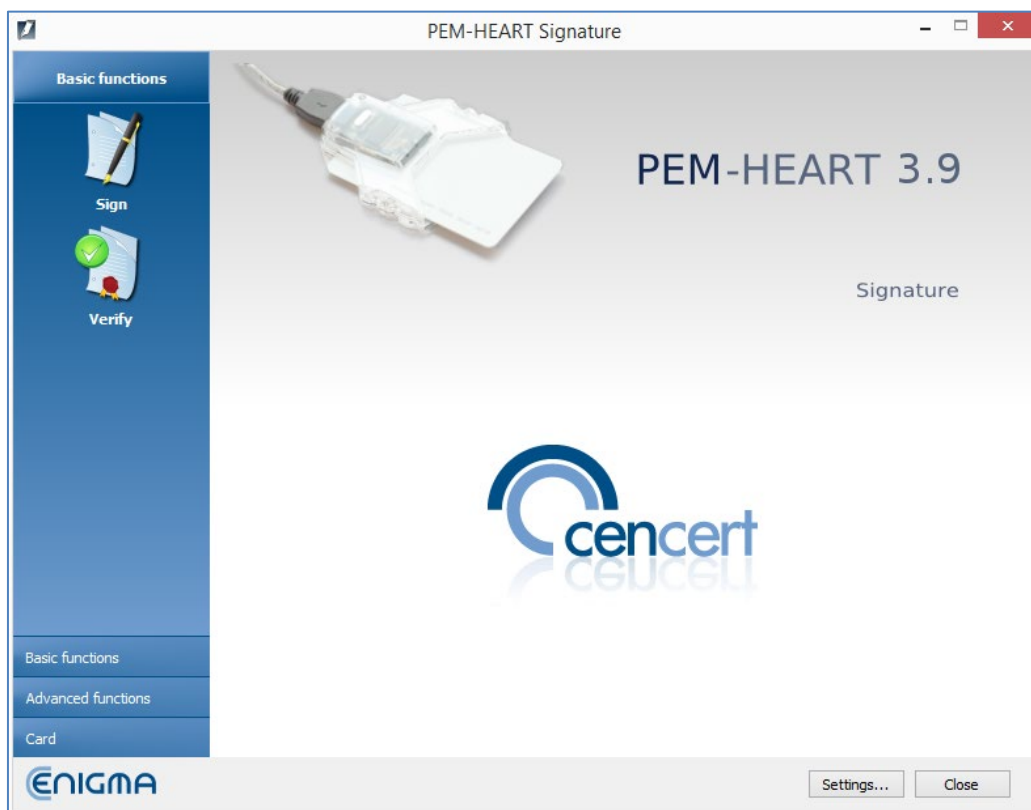 PEM-HEART Signature
Basic functions
Sign
Verify
PEM-HEART 3.9
Signature
cencert
Basic functions
Advanced functions
Card
ENIGMA
Settings...
Close